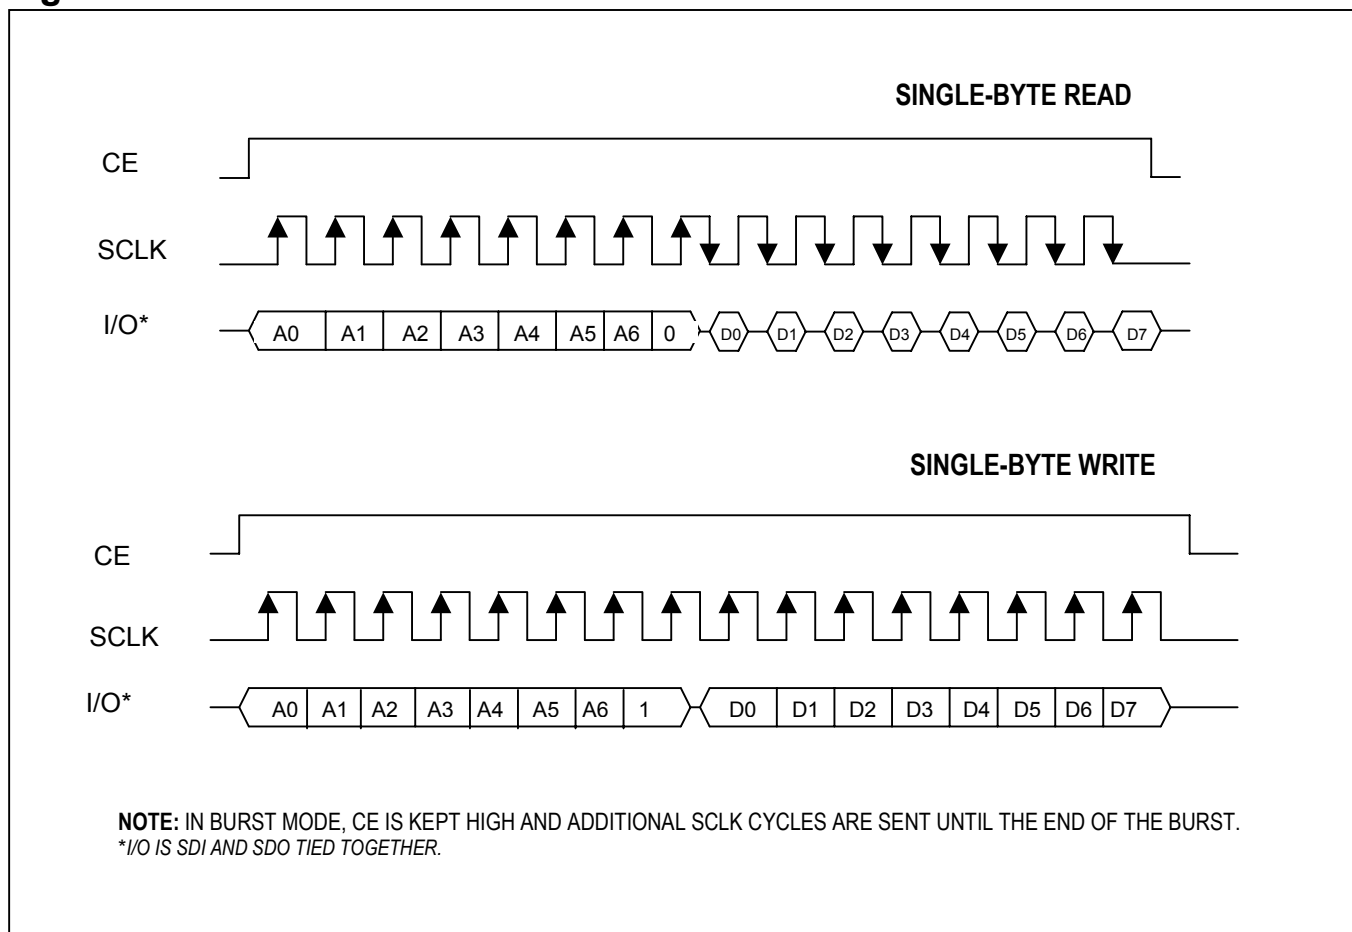 SINGLE-BYTE READ
CE
SCLK
I/O*
A0 A1 A2 A3 A4 A5 A6 0 D0 D1 D2 D3 D4 D5 D6 D7
SINGLE-BYTE WRITE
CE
SCLK
I/O*
A0 A1 A2 A3 A4 A5 A6 1 D0 D1 D2 D3 D4 D5 D6 D7
NOTE: IN BURST MODE, CE IS KEPT HIGH AND ADDITIONAL SCLK CYCLES ARE SENT UNTIL THE END OF THE BURST.
*I/O IS SDI AND SDO TIED TOGETHER.